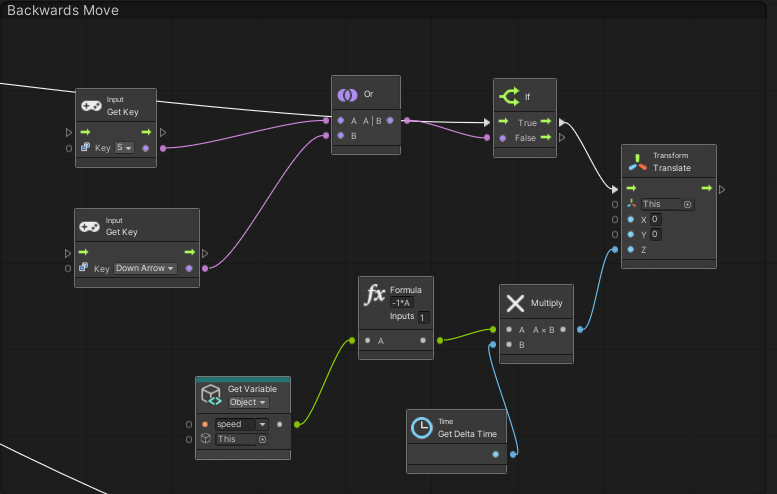 Backwards Move
Input
Get Key
Key S
Or
A A|B
B
If
True
False
Transform
Translate
This
X 0
Y 0
Z
Input
Get Key
Key Down Arrow
Formula
-1*A
Inputs 1
A
Multiply
A A × B
B
Get Variable
Object
speed
This
Time
Get Delta Time